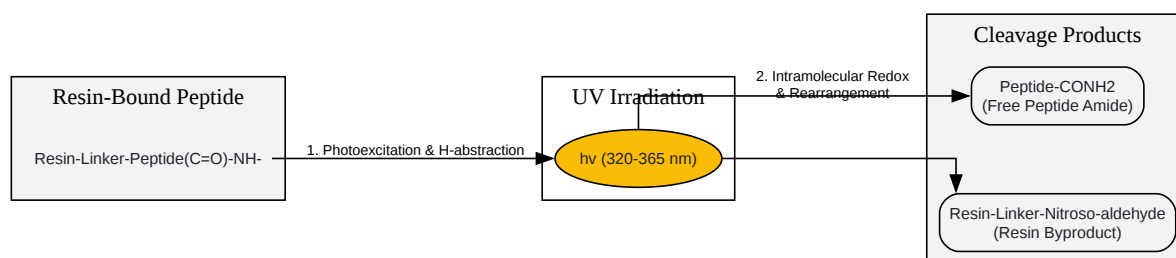 Resin-Bound Peptide
Resin-Linker-Peptide(C=O)-NH-
1. Photoexcitation & H-abstraction
UV Irradiation
hν (320-365 nm)
2. Intramolecular Redox
& Rearrangement
Cleavage Products
Peptide-CONH2
(Free Peptide Amide)
Resin-Linker-Nitroso-aldehyde
(Resin Byproduct)